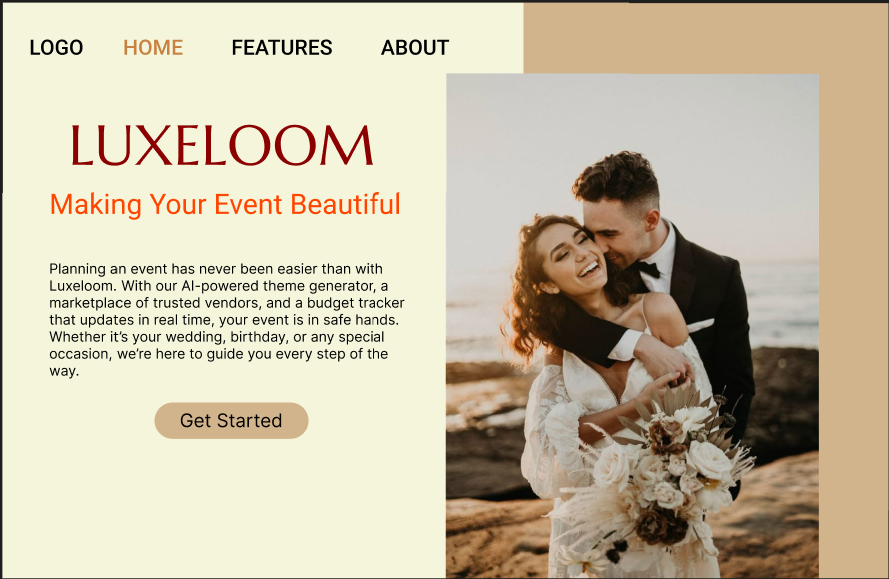 LOGO HOME FEATURES ABOUT
LUXELOOM
Making Your Event Beautiful
Planning an event has never been easier than with
Luxeloom. With our AI-powered theme generator, a
marketplace of trusted vendors, and a budget tracker
that updates in real time, your event is in safe hands.
Whether it’s your wedding, birthday, or any special
occasion, we’re here to guide you every step of the
way.
Get Started